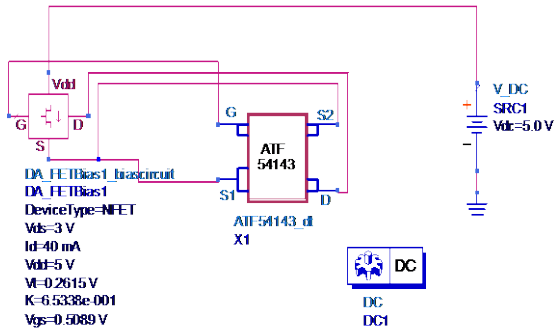 Vdd
G
D
S
DA_FETBias1_biascircuit
DA_FETBias1
DeviceType=NFET
Vds=3 V
Id=40 mA
Vdd=5 V
Vt=0.2615 V
K=6.5338e-001
Vgs=0.5089 V
G
S2
ATF
54143
S1
D
ATF54143_dt
X1
V_DC
SRC1
Vdc=5.0 V
+
-
DC
DC
DC1